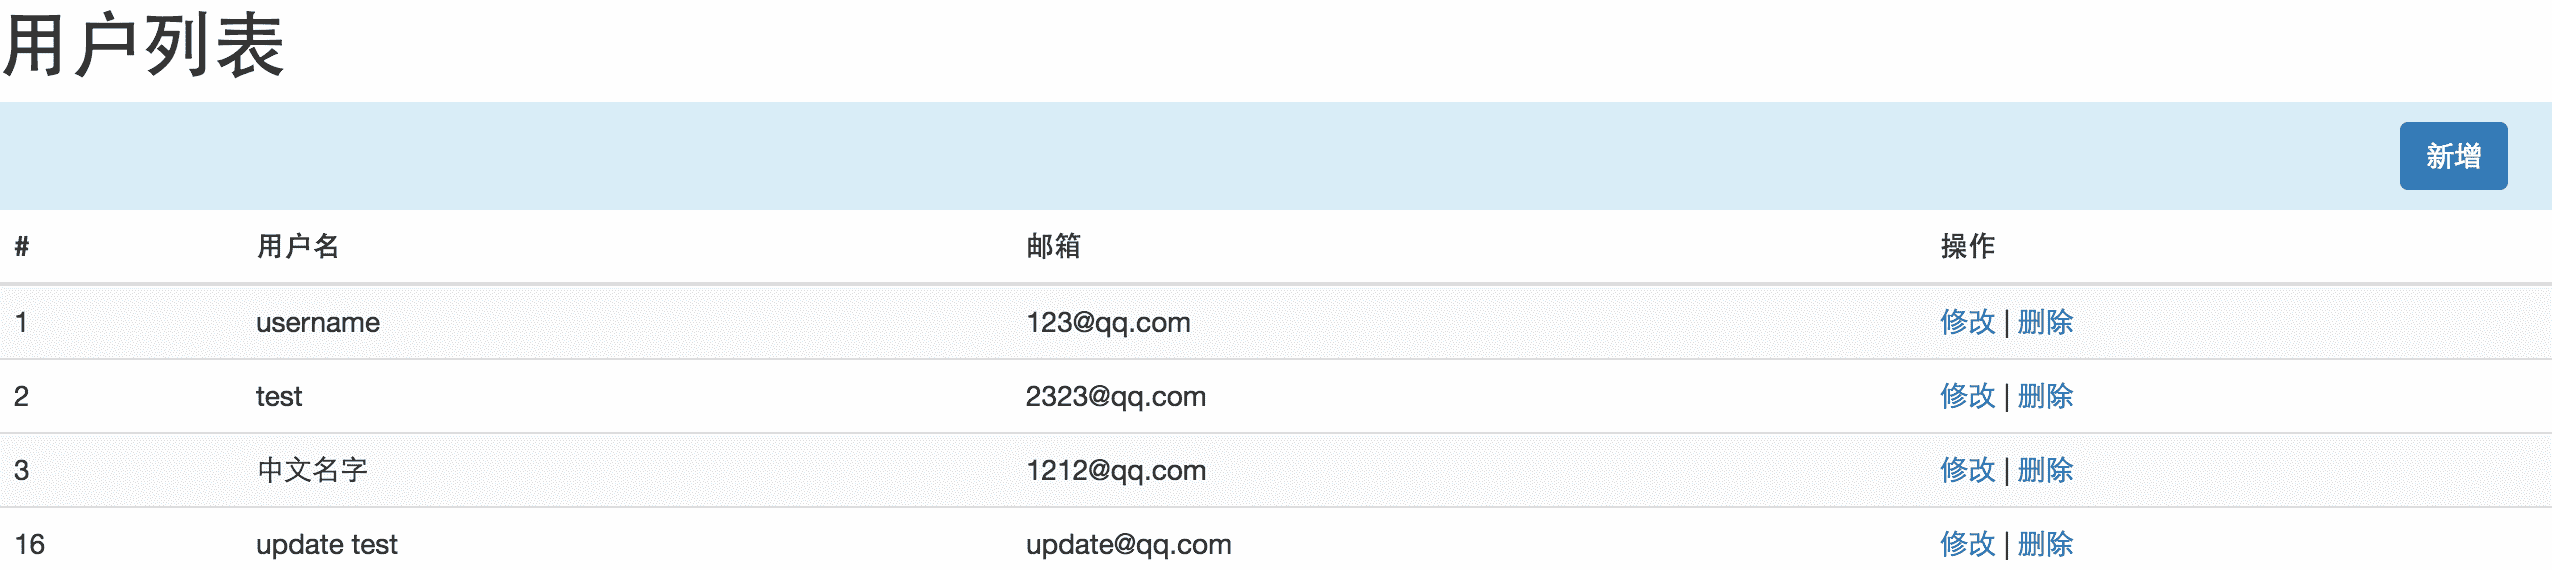 用户列表
新增
# 用户名 邮箱 操作
1 username 123@qq.com 修改 | 删除
2 test 2323@qq.com 修改 | 删除
3 中文名字 1212@qq.com 修改 | 删除
16 update test update@qq.com 修改 | 删除